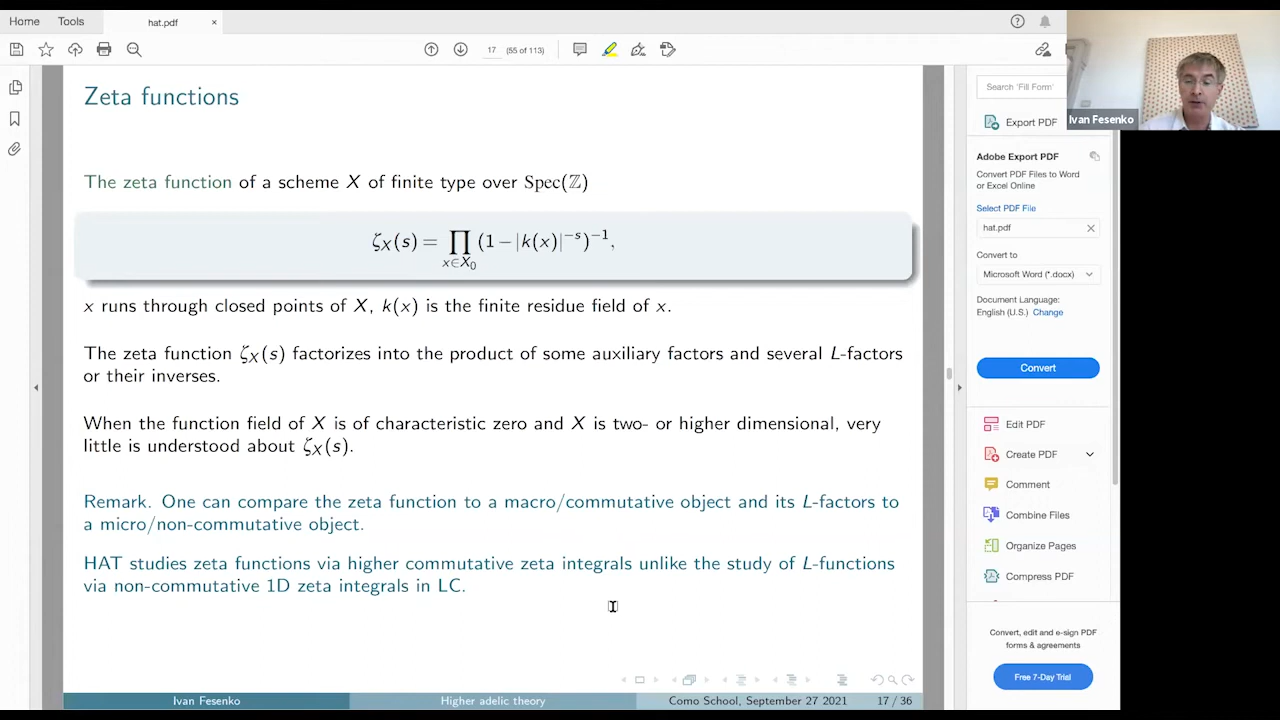 Home Tools hat.pdf ×
17 (55 of 113)
Zeta functions
The zeta function of a scheme X of finite type over Spec(ℤ)
ζ_X(s) = ∏_{x∈X_0} (1−|k(x)|^{−s})^{−1},
x runs through closed points of X, k(x) is the finite residue field of x.
The zeta function ζ_X(s) factorizes into the product of some auxiliary factors and several L-factors
or their inverses.
When the function field of X is of characteristic zero and X is two- or higher dimensional, very
little is understood about ζ_X(s).
Remark. One can compare the zeta function to a macro/commutative object and its L-factors to
a micro/non-commutative object.
HAT studies zeta functions via higher commutative zeta integrals unlike the study of L-functions
via non-commutative 1D zeta integrals in LC.
Ivan Fesenko Higher adelic theory Como School, September 27 2021 17 / 36
Search 'Fill Form'
Export PDF
Adobe Export PDF
Convert PDF Files to Word
or Excel Online
Select PDF File
hat.pdf
Convert to
Microsoft Word (*.docx)
Document Language:
English (U.S.) Change
Convert
Edit PDF
Create PDF
Comment
Combine Files
Organize Pages
Compress PDF
Convert, edit and e-sign PDF
forms & agreements
Free 7-Day Trial
Ivan Fesenko